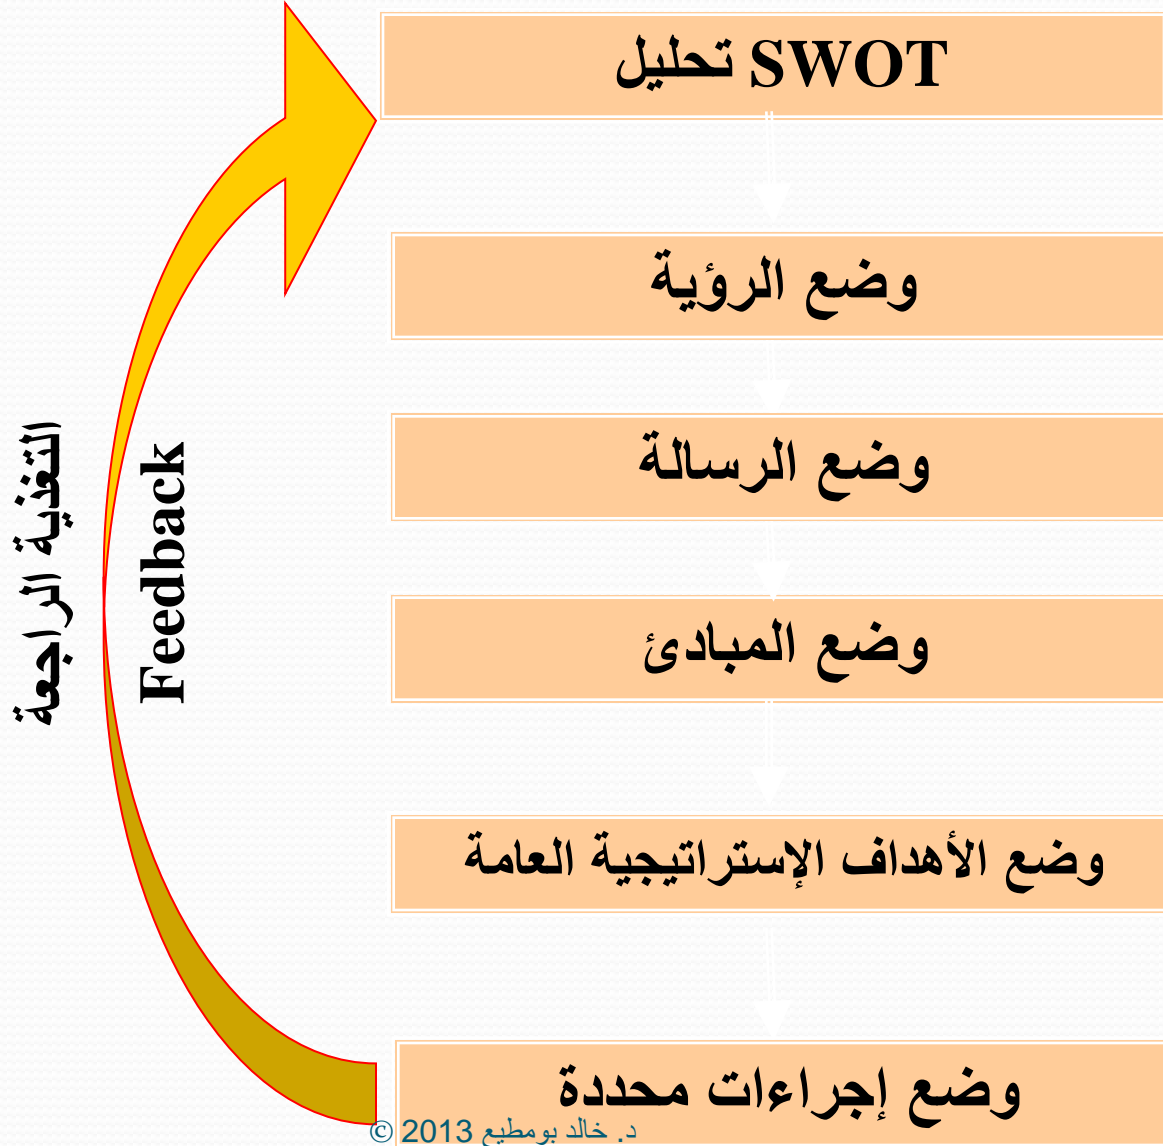 تحليل SWOT
وضع الرؤية
وضع الرسالة
وضع المبادئ
وضع الأهداف الإستراتيجية العامة
وضع إجراءات محددة
التغذية الراجعة
Feedback
د. خالد بومطيع 2013 ©